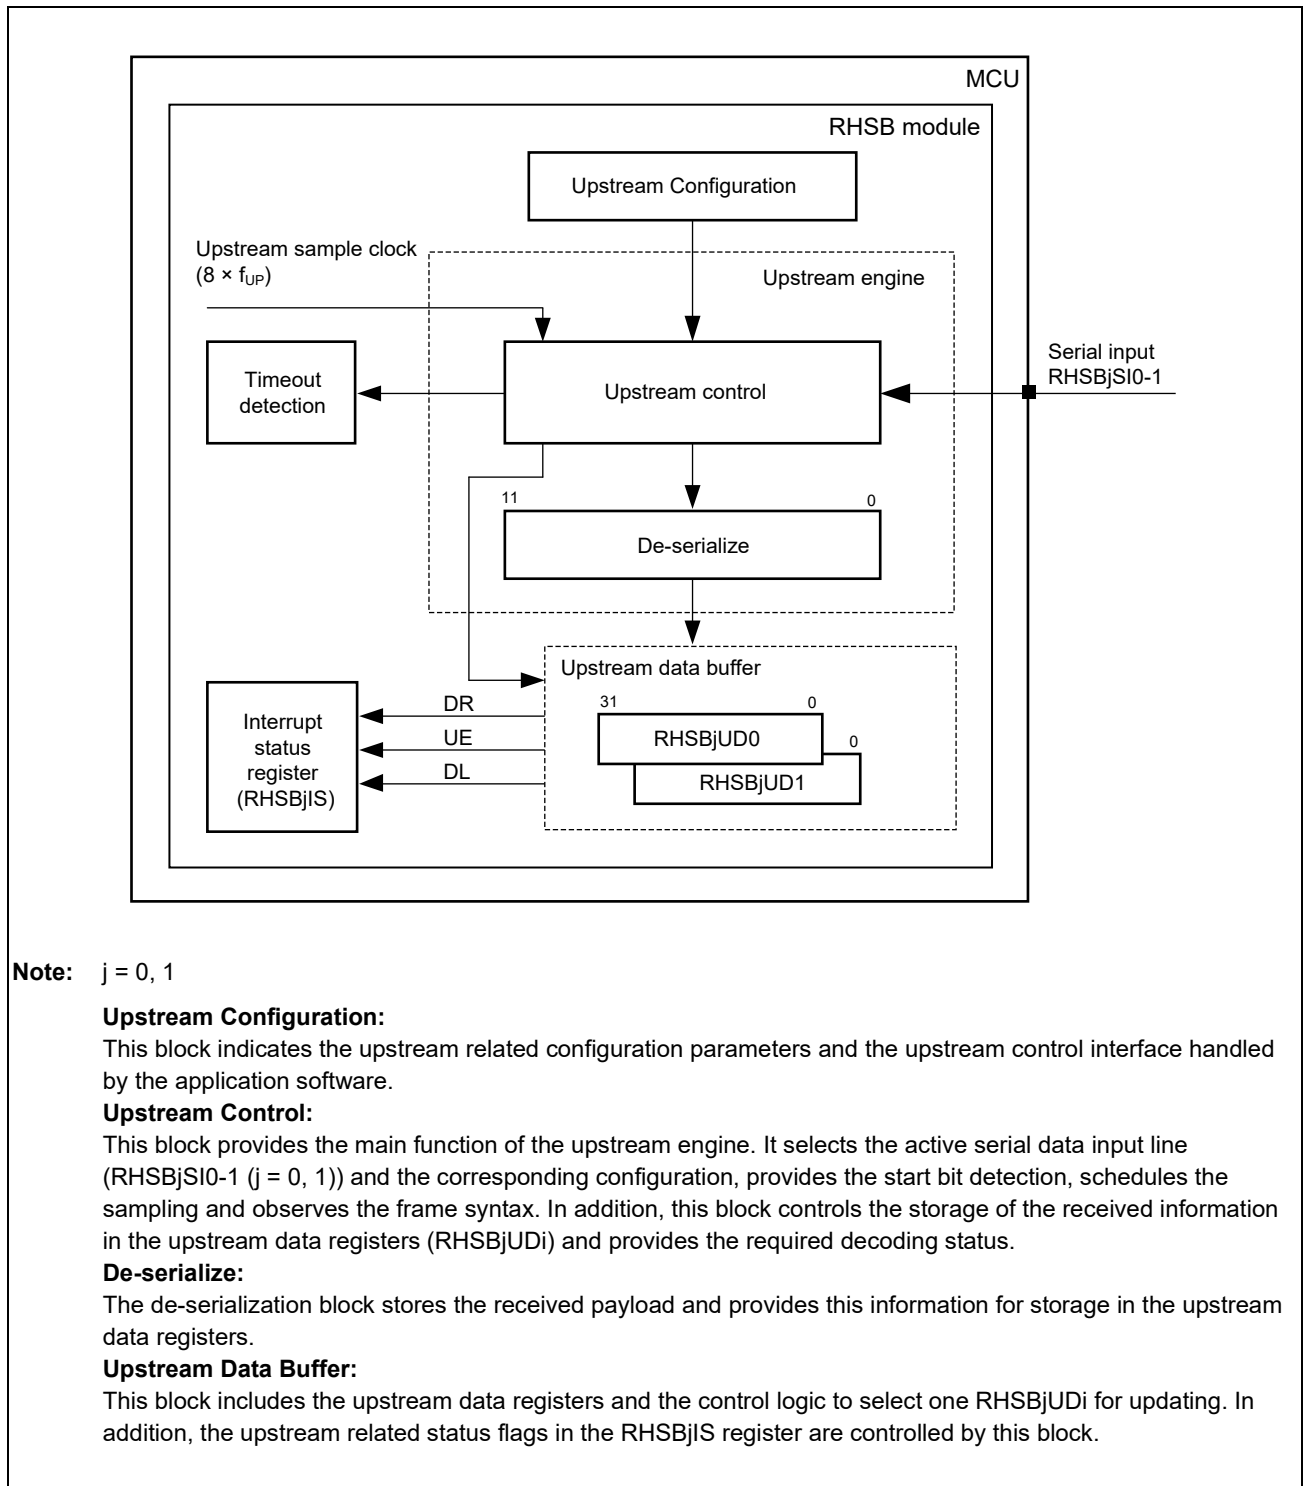 MCU
RHSB module
Upstream Configuration
Upstream sample clock
(8 × fUP)
Upstream engine
Serial input
RHSBjSI0-1
Timeout
detection
Upstream control
11
0
De-serialize
Upstream data buffer
31
0
DR
Interrupt
status
register
(RHSBjIS)
UE
RHSBjUD0
0
DL
RHSBjUD1
Note: j = 0, 1
Upstream Configuration:
This block indicates the upstream related configuration parameters and the upstream control interface handled
by the application software.
Upstream Control:
This block provides the main function of the upstream engine. It selects the active serial data input line
(RHSBjSI0-1 (j = 0, 1)) and the corresponding configuration, provides the start bit detection, schedules the
sampling and observes the frame syntax. In addition, this block controls the storage of the received information
in the upstream data registers (RHSBjUDi) and provides the required decoding status.
De-serialize:
The de-serialization block stores the received payload and provides this information for storage in the upstream
data registers.
Upstream Data Buffer:
This block includes the upstream data registers and the control logic to select one RHSBjUDi for updating. In
addition, the upstream related status flags in the RHSBjIS register are controlled by this block.